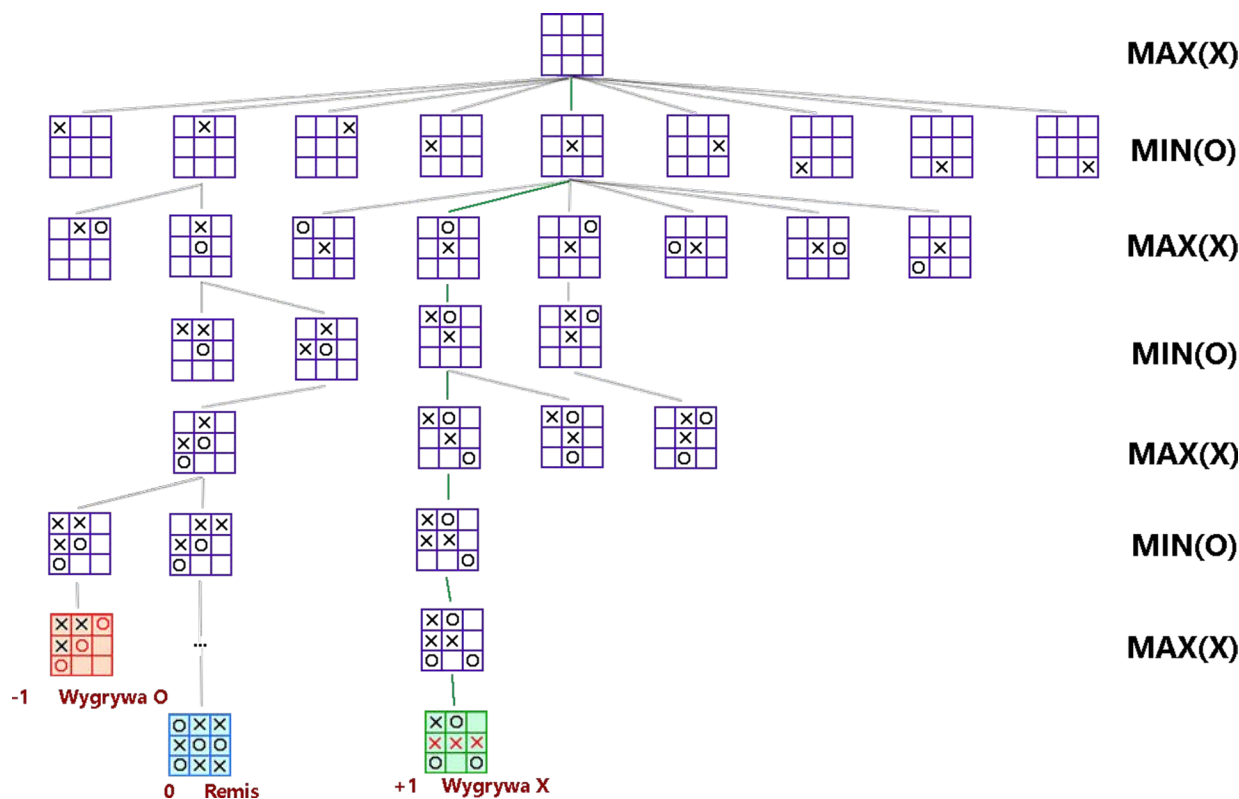 MAX(X)
MIN(O)
MAX(X)
MIN(O)
MAX(X)
MIN(O)
...
MAX(X)
-1 Wygrywa O
0 Remis
+1 Wygrywa X